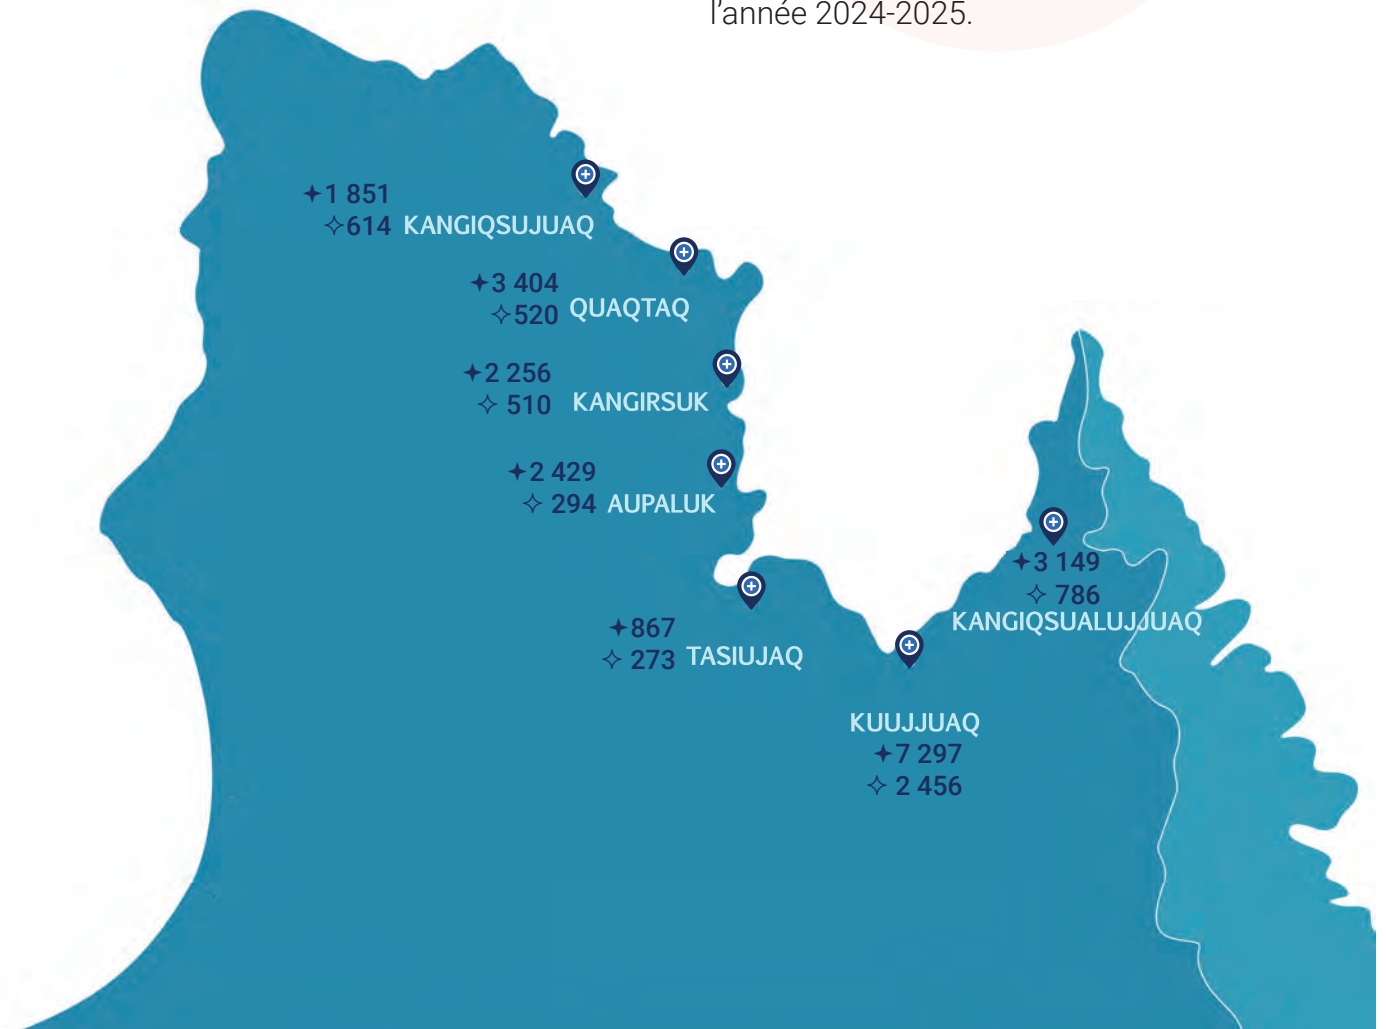 l'année 2024-2025.
✦1 851
✧614 KANGIQSUJUAQ
✦3 404
✧520 QUAQTAQ
✦2 256
✧ 510 KANGIRSUK
✦2 429
✧ 294 AUPALUK
✦3 149
✧ 786
KANGIQSUALUJJUAQ
✦867
✧ 273 TASIUJAQ
KUUJJUAQ
✦7 297
✧ 2 456